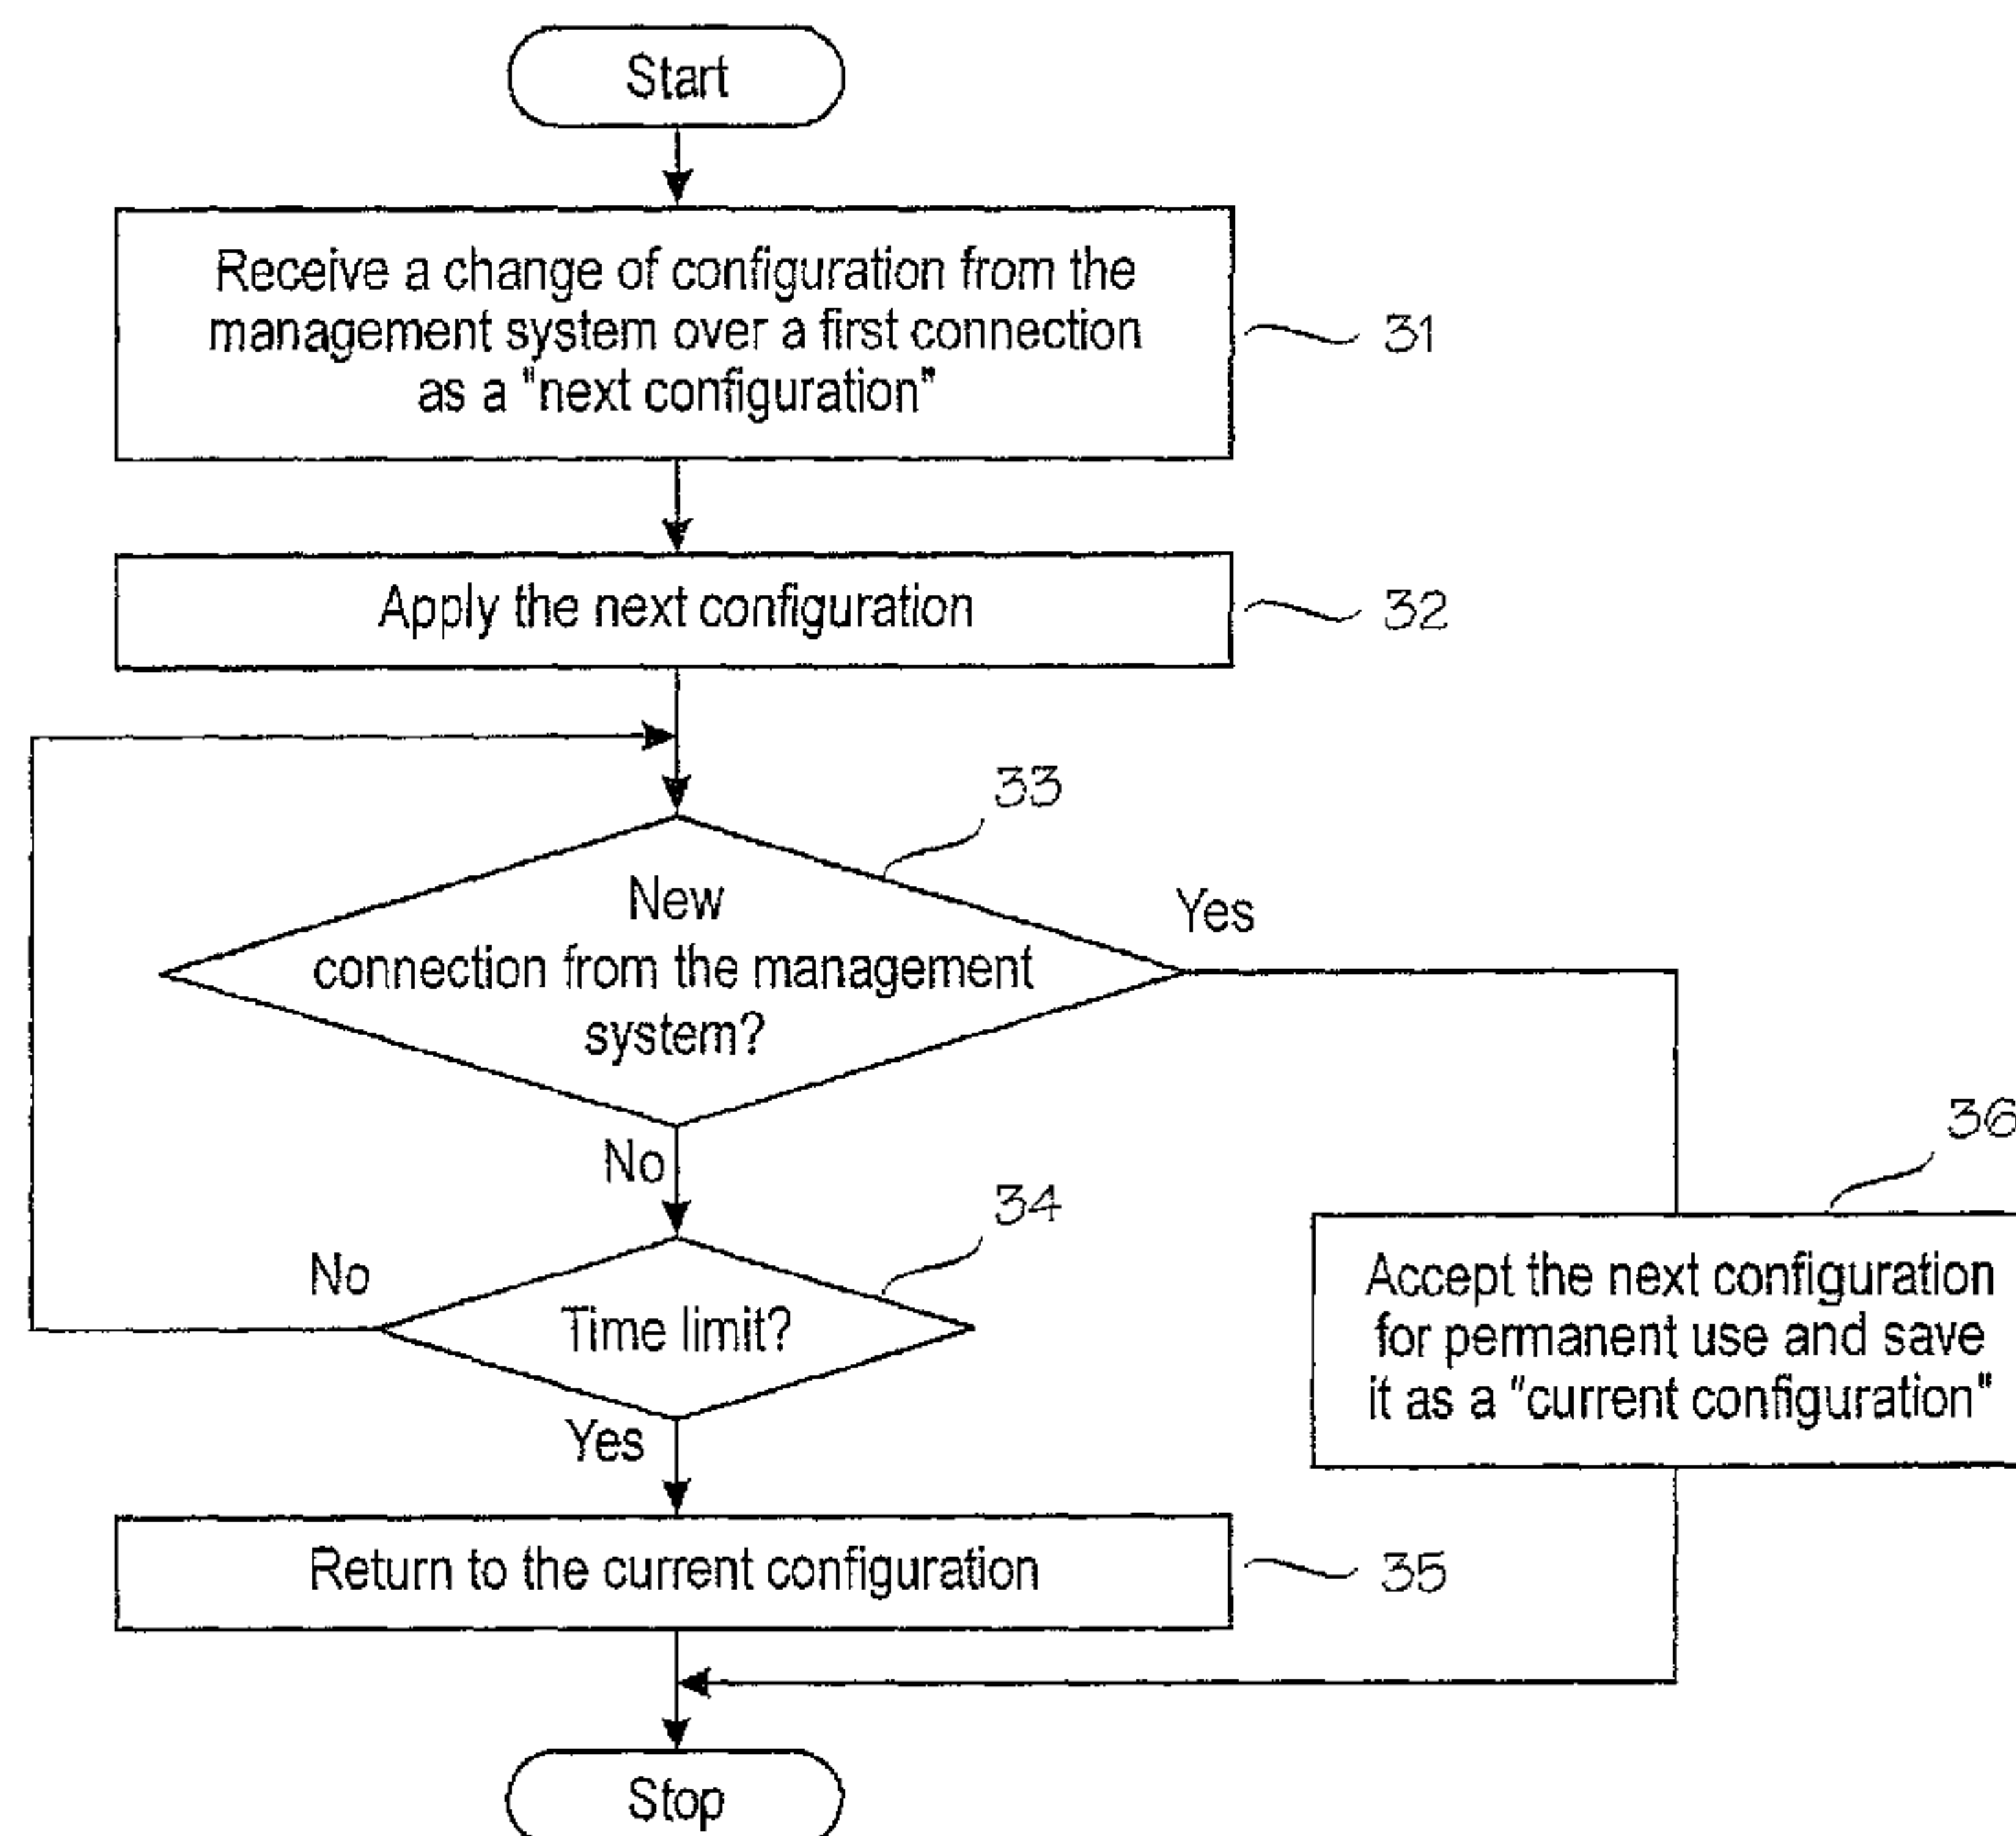 Start
Receive a change of configuration from the
management system over a first connection
as a "next configuration"
31
Apply the next configuration
32
33
New
connection from the management
system?
Yes
No
34
Time limit?
No
Yes
36
Accept the next configuration
for permanent use and save
it as a "current configuration"
Return to the current configuration
35
Stop